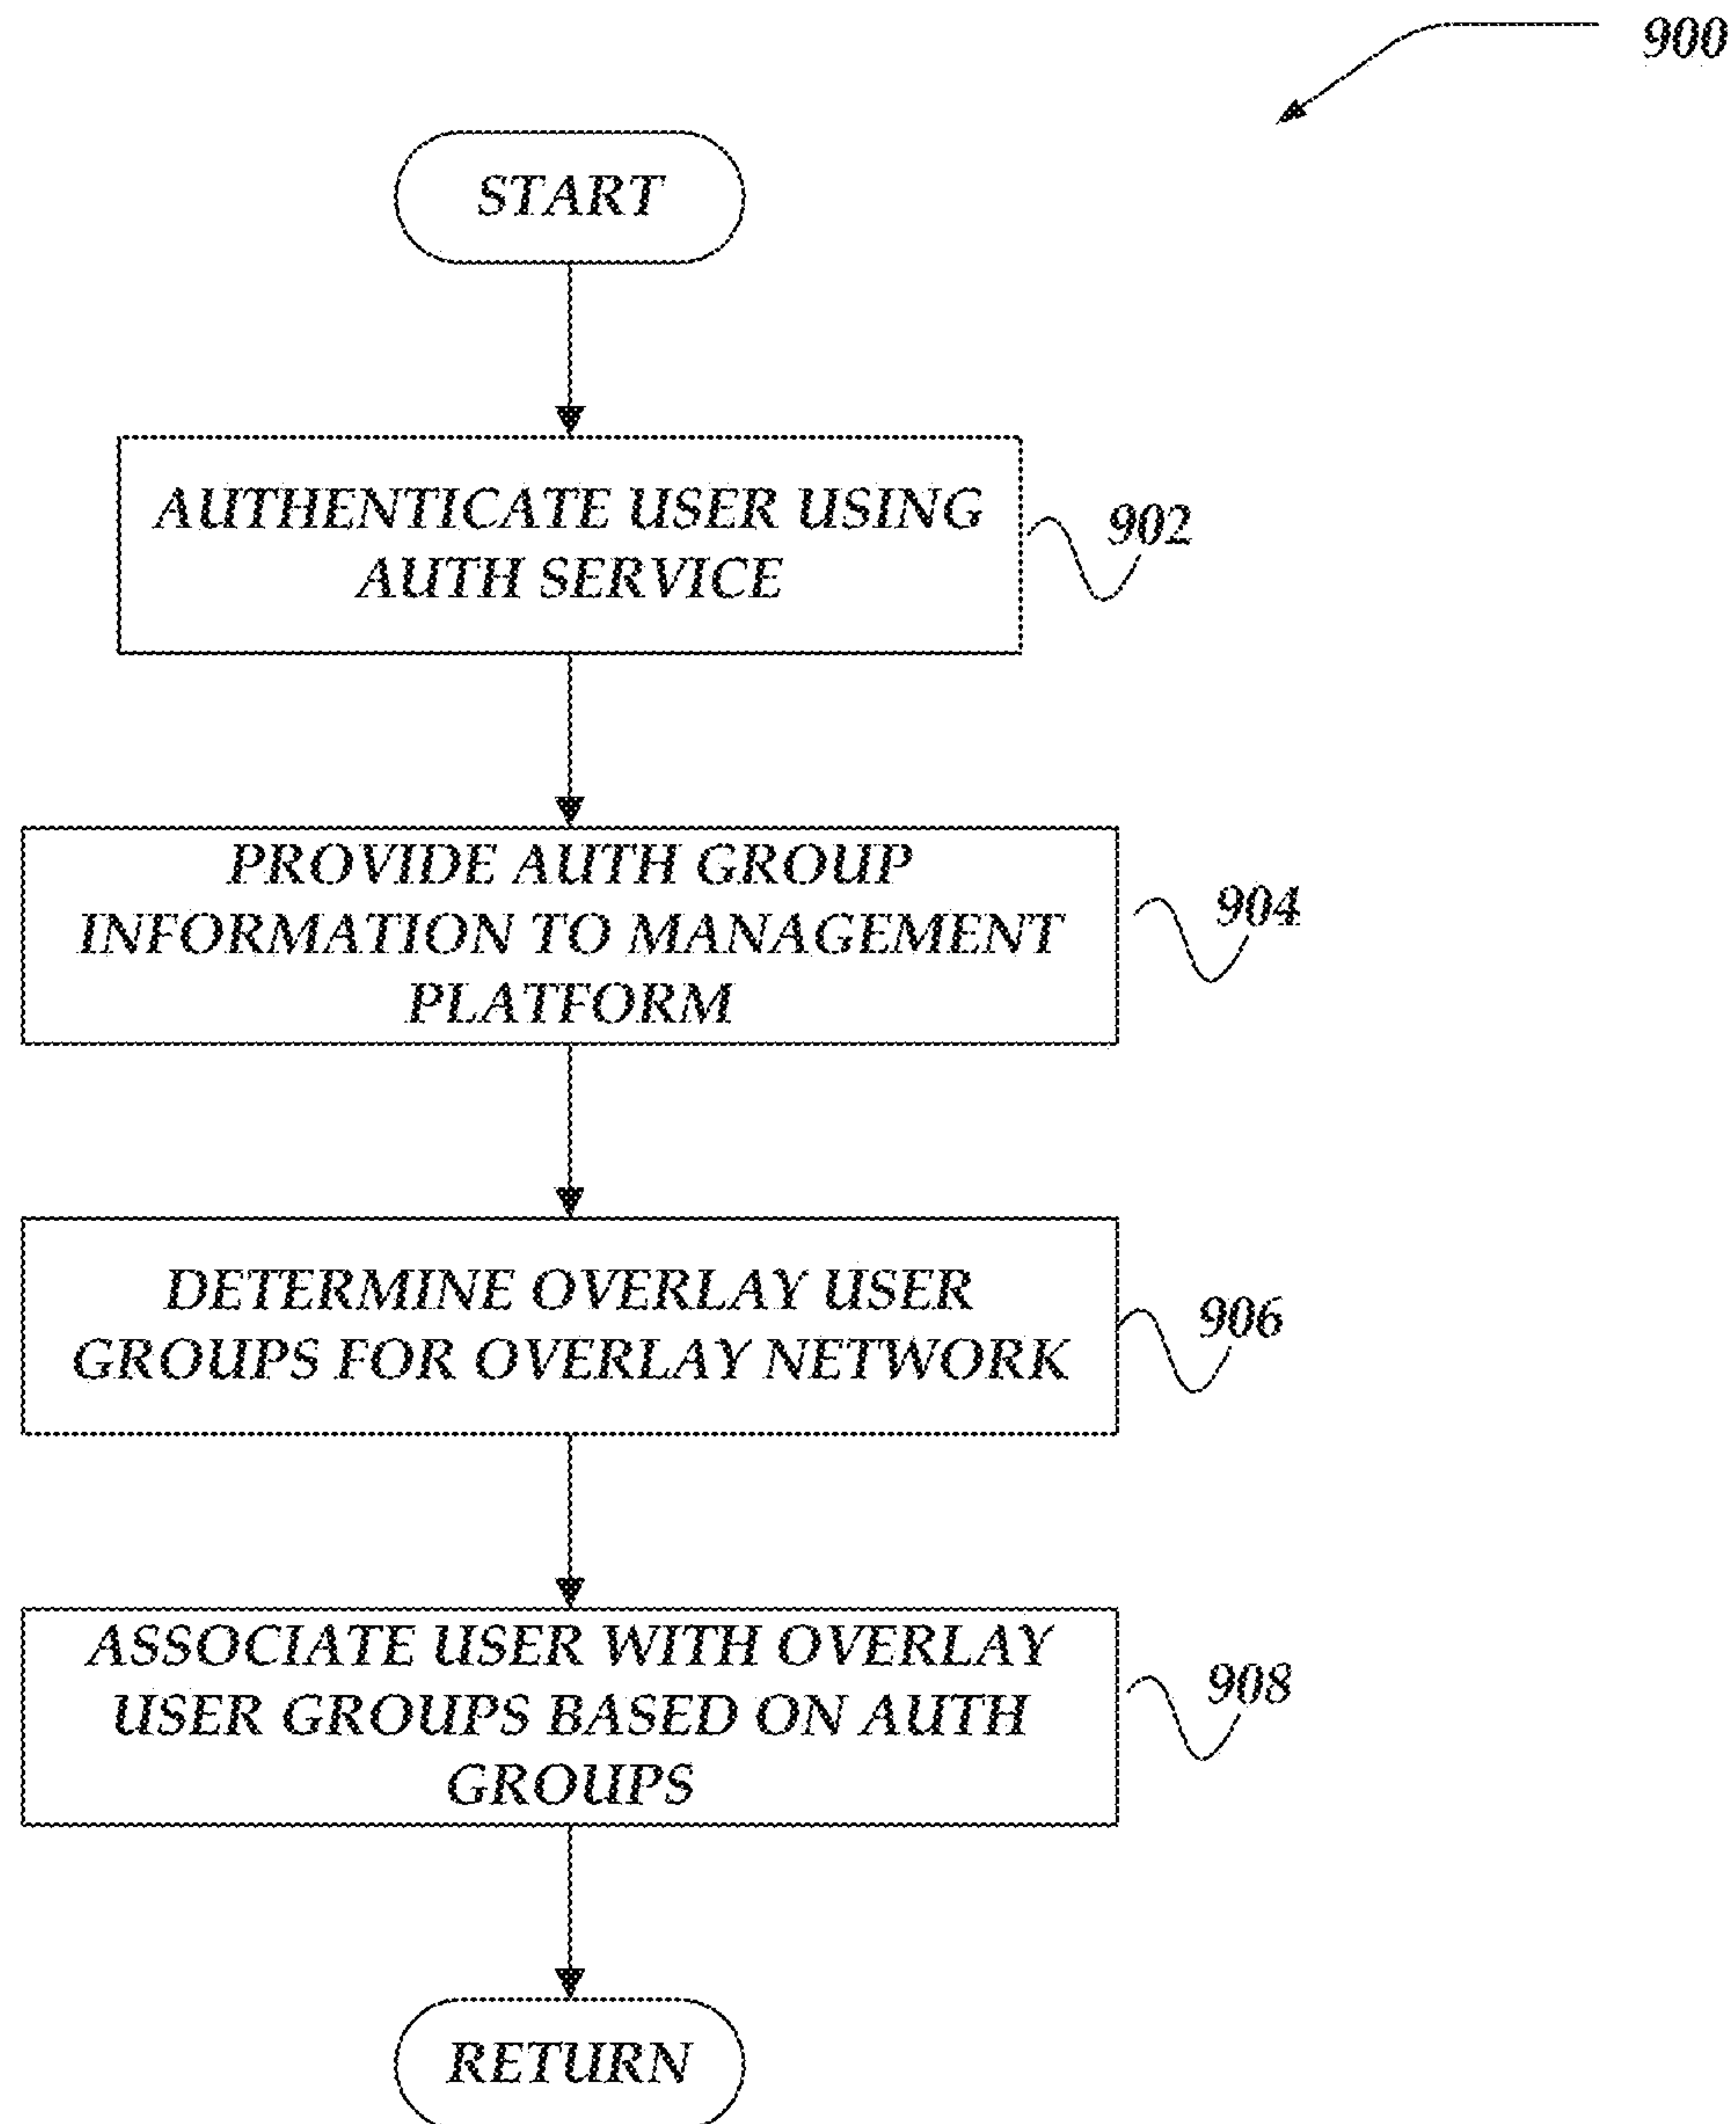 900
START
AUTHENTICATE USER USING
AUTH SERVICE
902
PROVIDE AUTH GROUP
INFORMATION TO MANAGEMENT
PLATFORM
904
DETERMINE OVERLAY USER
GROUPS FOR OVERLAY NETWORK
906
ASSOCIATE USER WITH OVERLAY
USER GROUPS BASED ON AUTH
GROUPS
908
RETURN